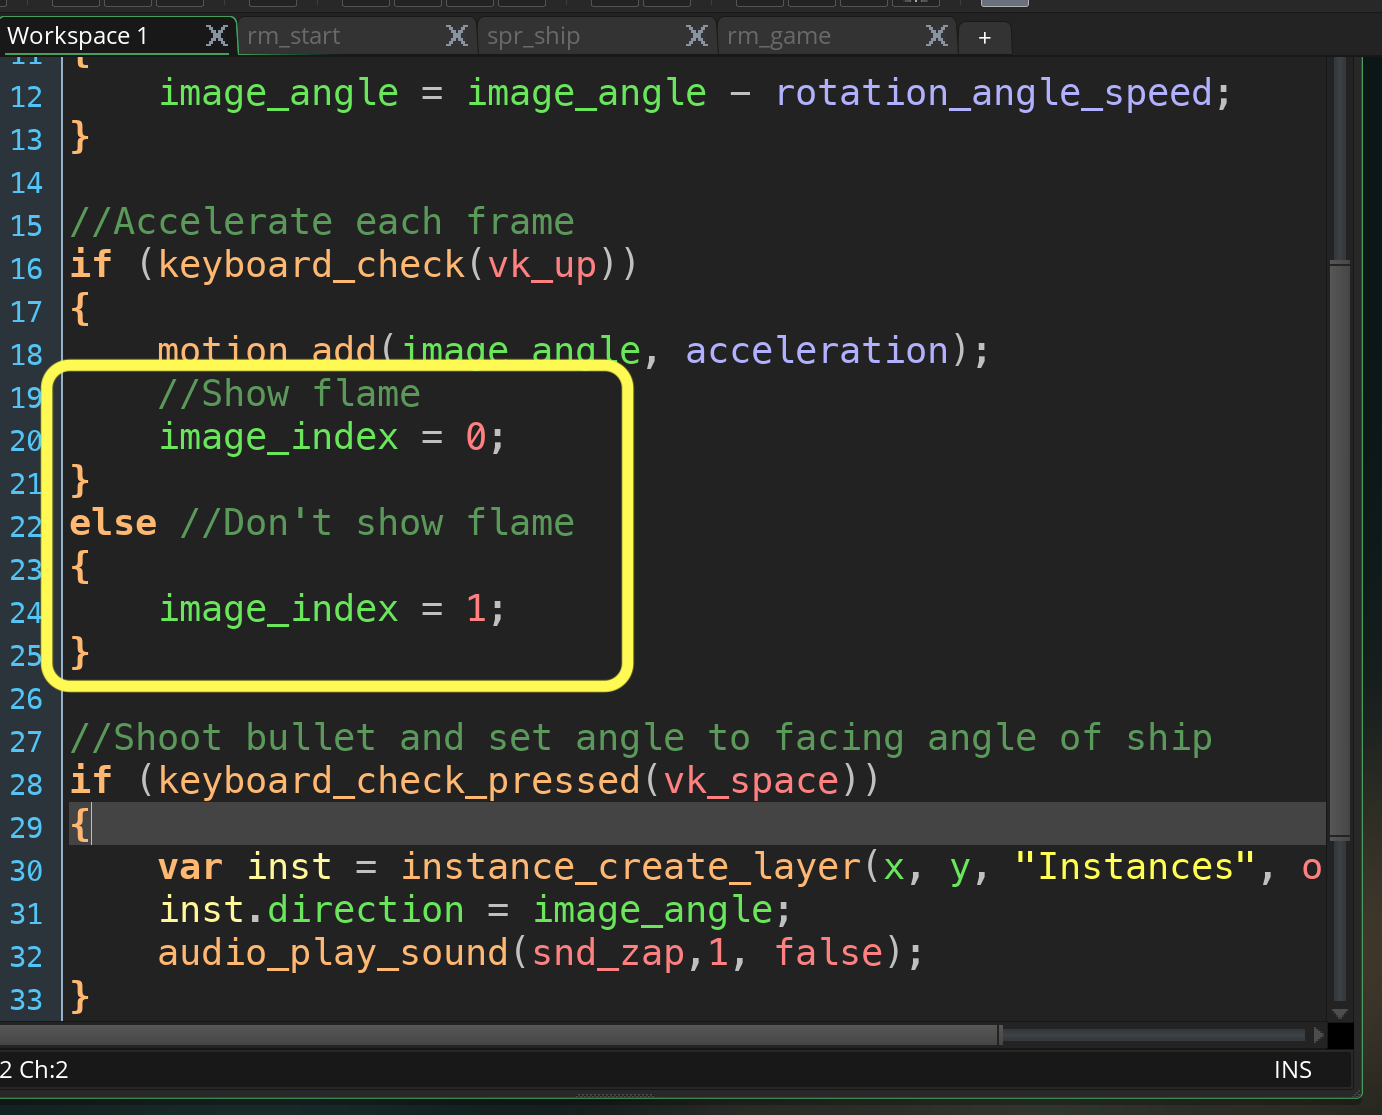 Workspace 1 rm_start spr_ship rm_game +
11 {
12 image_angle = image_angle - rotation_angle_speed;
13 }
14
15 //Accelerate each frame
16 if (keyboard_check(vk_up))
17 {
18 motion_add(image_angle, acceleration);
19 //Show flame
20 image_index = 0;
21 }
22 else //Don't show flame
23 {
24 image_index = 1;
25 }
26
27 //Shoot bullet and set angle to facing angle of ship
28 if (keyboard_check_pressed(vk_space))
29 {
30 var inst = instance_create_layer(x, y, "Instances", o
31 inst.direction = image_angle;
32 audio_play_sound(snd_zap,1, false);
33 }
2 Ch:2 INS